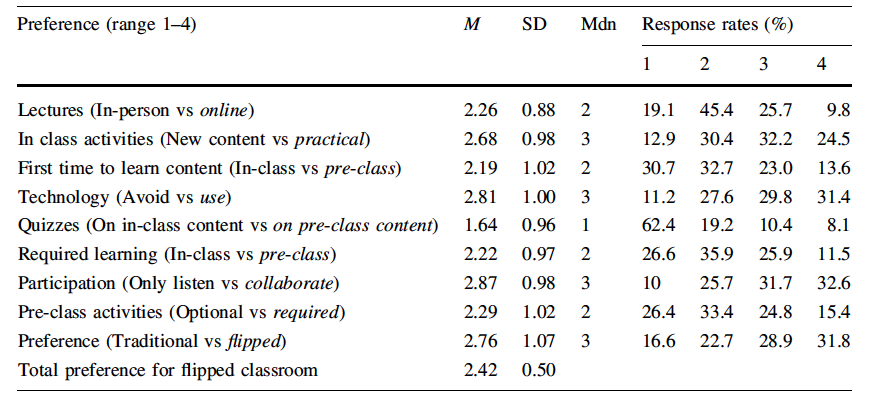 Preference (range 1–4) M SD Mdn Response rates (%)
1 2 3 4
Lectures (In-person vs online) 2.26 0.88 2 19.1 45.4 25.7 9.8
In class activities (New content vs practical) 2.68 0.98 3 12.9 30.4 32.2 24.5
First time to learn content (In-class vs pre-class) 2.19 1.02 2 30.7 32.7 23.0 13.6
Technology (Avoid vs use) 2.81 1.00 3 11.2 27.6 29.8 31.4
Quizzes (On in-class content vs on pre-class content) 1.64 0.96 1 62.4 19.2 10.4 8.1
Required learning (In-class vs pre-class) 2.22 0.97 2 26.6 35.9 25.9 11.5
Participation (Only listen vs collaborate) 2.87 0.98 3 10 25.7 31.7 32.6
Pre-class activities (Optional vs required) 2.29 1.02 2 26.4 33.4 24.8 15.4
Preference (Traditional vs flipped) 2.76 1.07 3 16.6 22.7 28.9 31.8
Total preference for flipped classroom 2.42 0.50